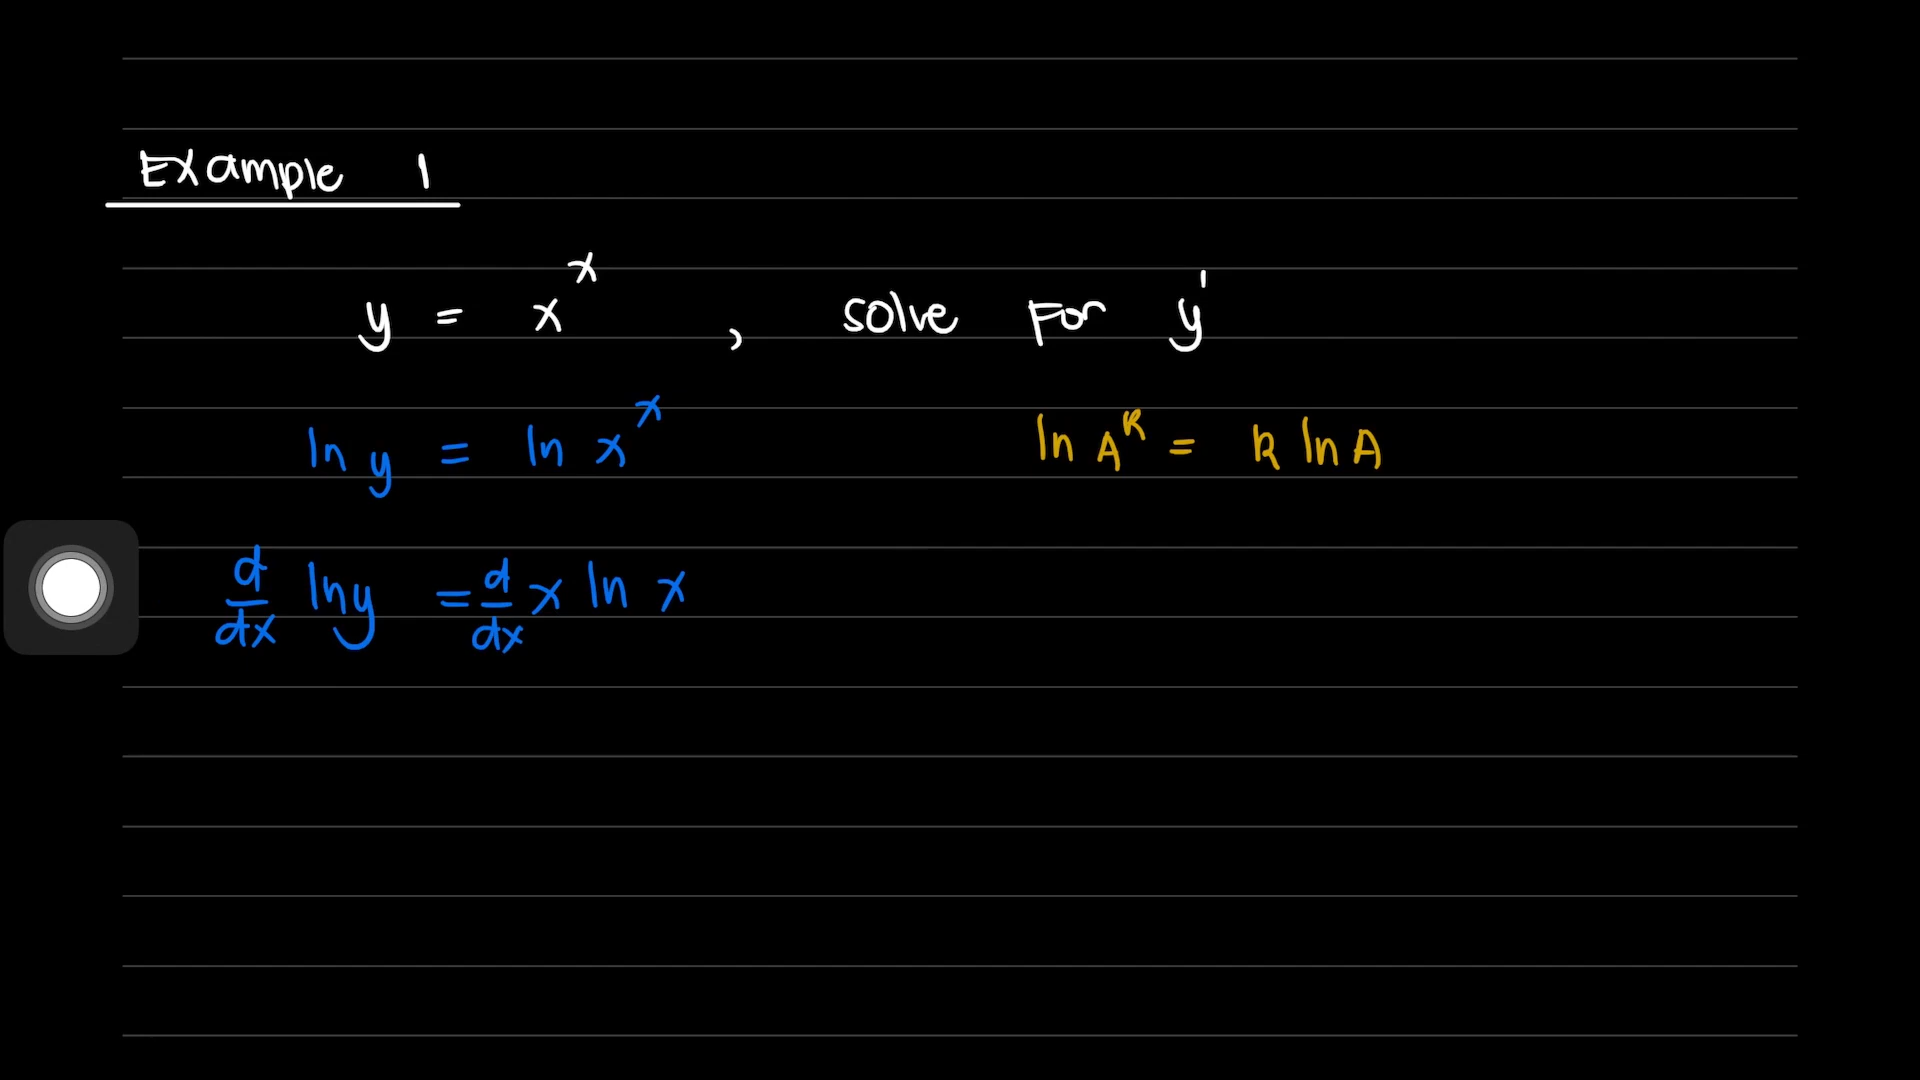 Example 1
y = x^x , solve for y'
ln y = ln x^x ln A^k = k ln A
d/dx ln y = d/dx x ln x